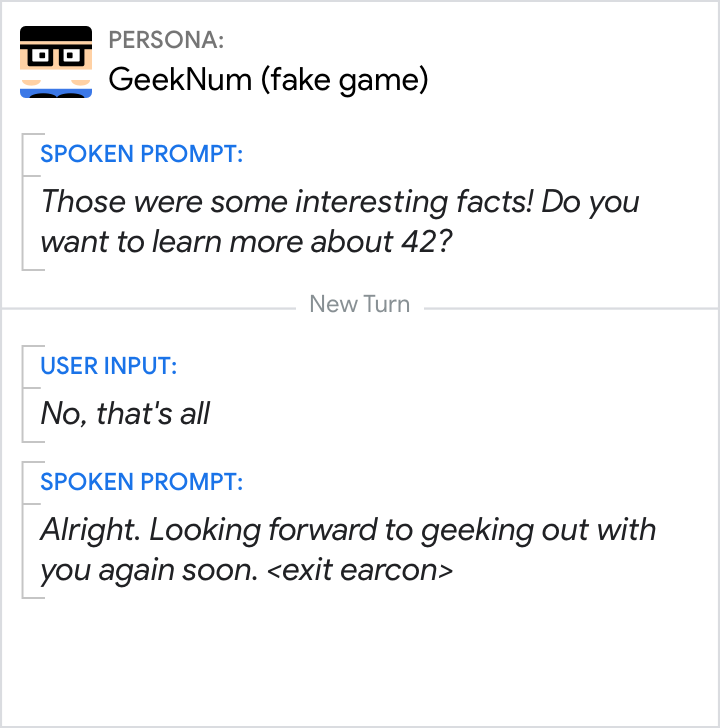 PERSONA:
GeekNum (fake game)
SPOKEN PROMPT:
Those were some interesting facts! Do you
want to learn more about 42?
New Turn
USER INPUT:
No, that's all
SPOKEN PROMPT:
Alright. Looking forward to geeking out with
you again soon. <exit earcon>